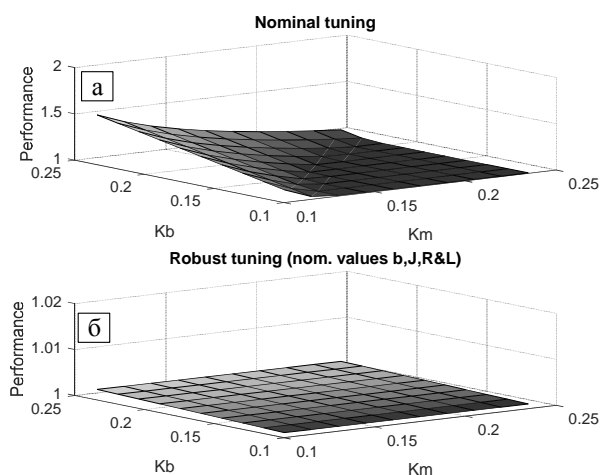 Nominal tuning
а
2
1.5
1
Performance
0.25
0.2
0.15
0.1
Kb
0.1
0.15
0.2
0.25
Km
Robust tuning (nom. values b,J,R&L)
б
1.02
1.01
1
Performance
0.25
0.2
0.15
0.1
Kb
0.1
0.15
0.2
0.25
Km